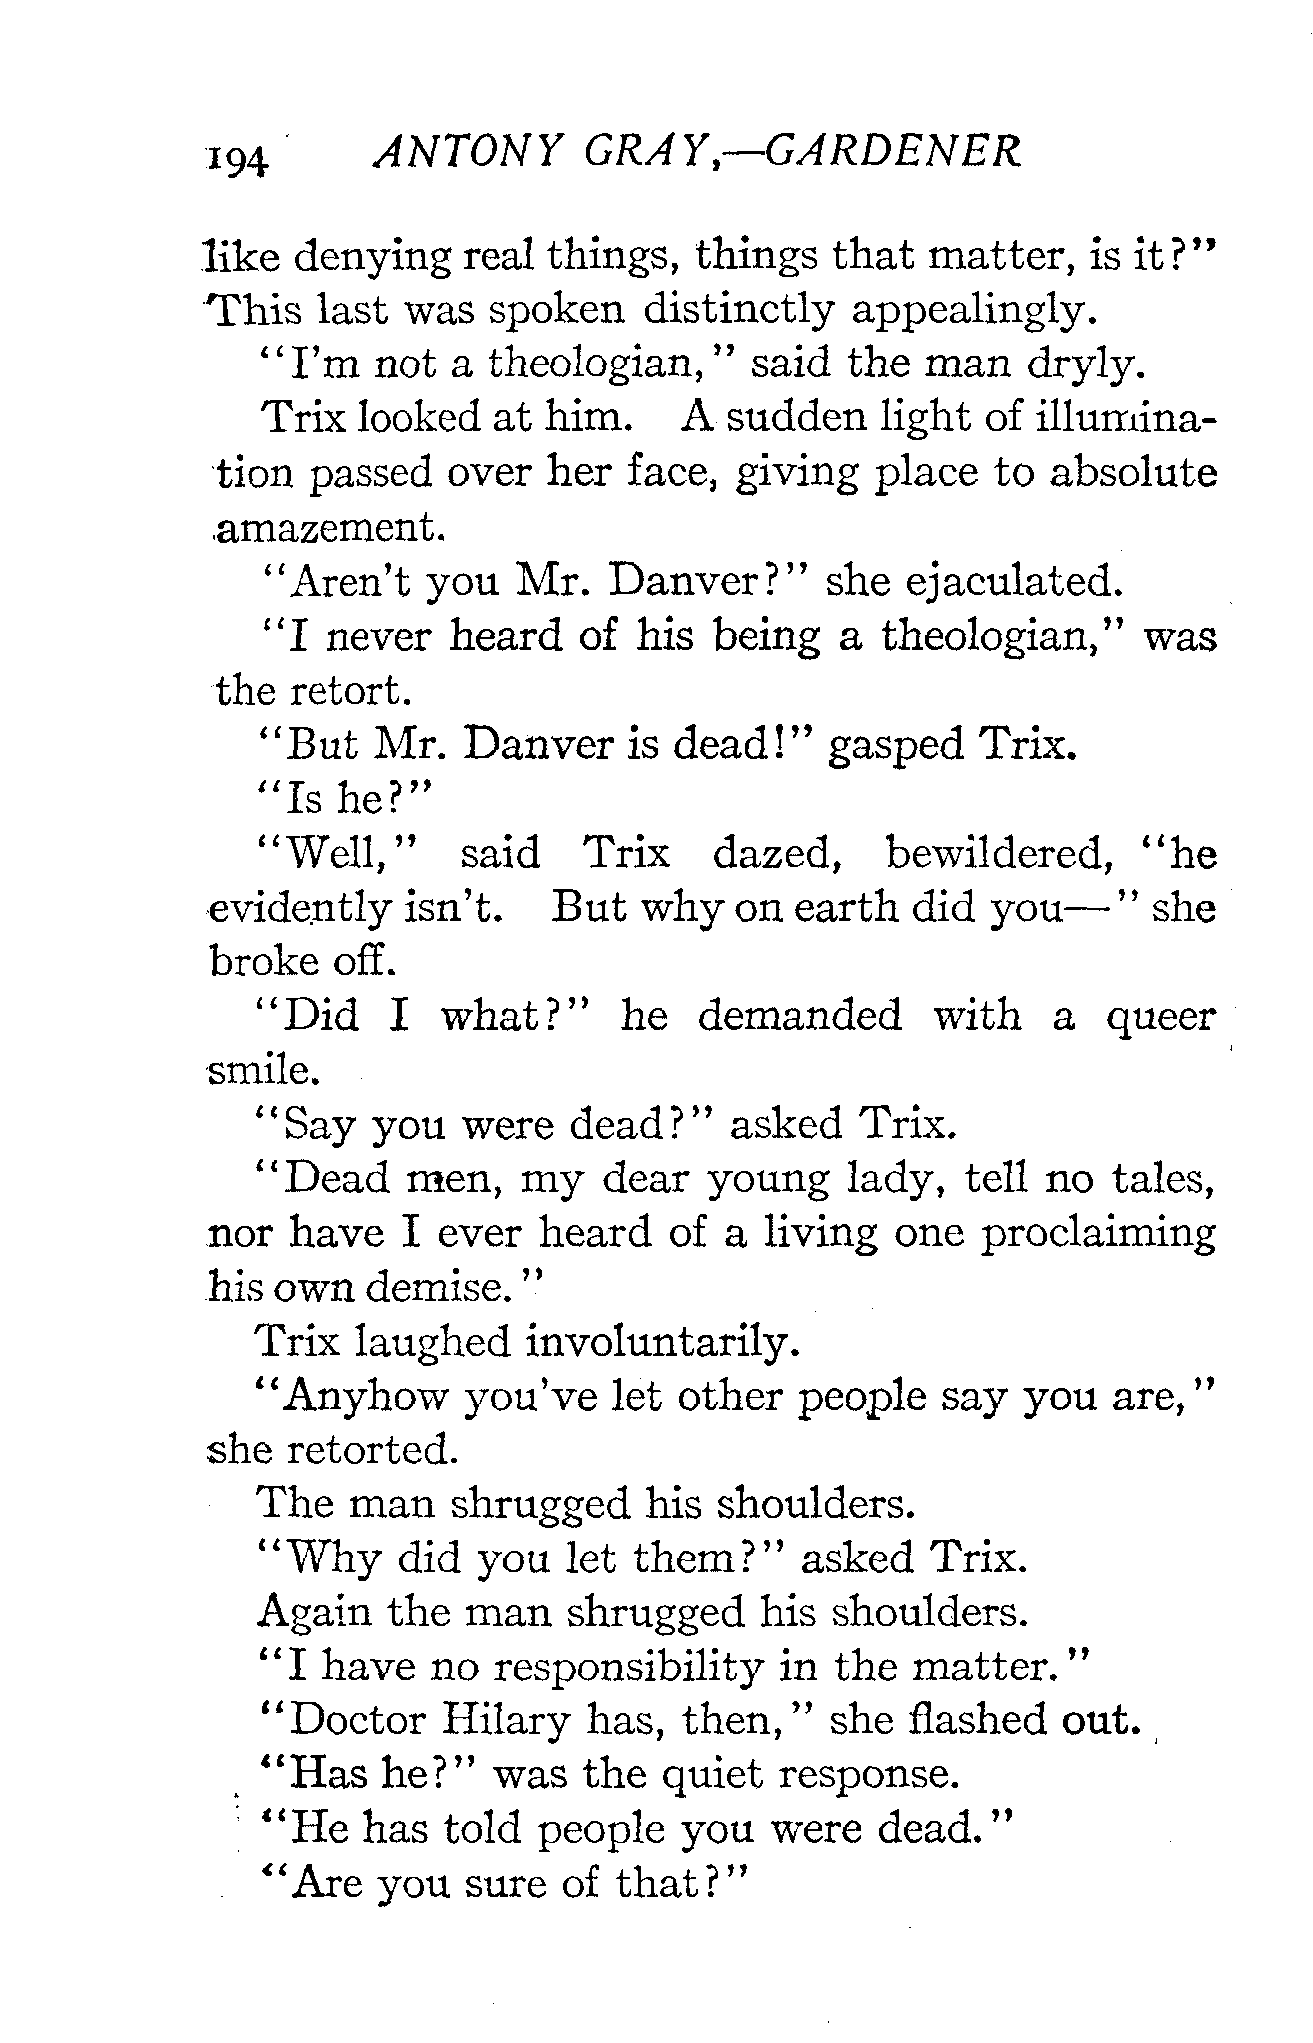 194 ANTONY GRAY,—GARDENER
like denying real things, things that matter, is it?"
This last was spoken distinctly appealingly.
"I'm not a theologian," said the man dryly.
Trix looked at him. A sudden light of illumina-
tion passed over her face, giving place to absolute
amazement.
"Aren't you Mr. Danver?" she ejaculated.
"I never heard of his being a theologian," was
the retort.
"But Mr. Danver is dead!" gasped Trix.
"Is he?"
"Well," said Trix dazed, bewildered, "he
evidently isn't. But why on earth did you—" she
broke off.
"Did I what?" he demanded with a queer
smile.
"Say you were dead?" asked Trix.
"Dead men, my dear young lady, tell no tales,
nor have I ever heard of a living one proclaiming
his own demise."
Trix laughed involuntarily.
"Anyhow you've let other people say you are,"
she retorted.
The man shrugged his shoulders.
"Why did you let them?" asked Trix.
Again the man shrugged his shoulders.
"I have no responsibility in the matter."
"Doctor Hilary has, then," she flashed out.
"Has he?" was the quiet response.
"He has told people you were dead."
"Are you sure of that?"